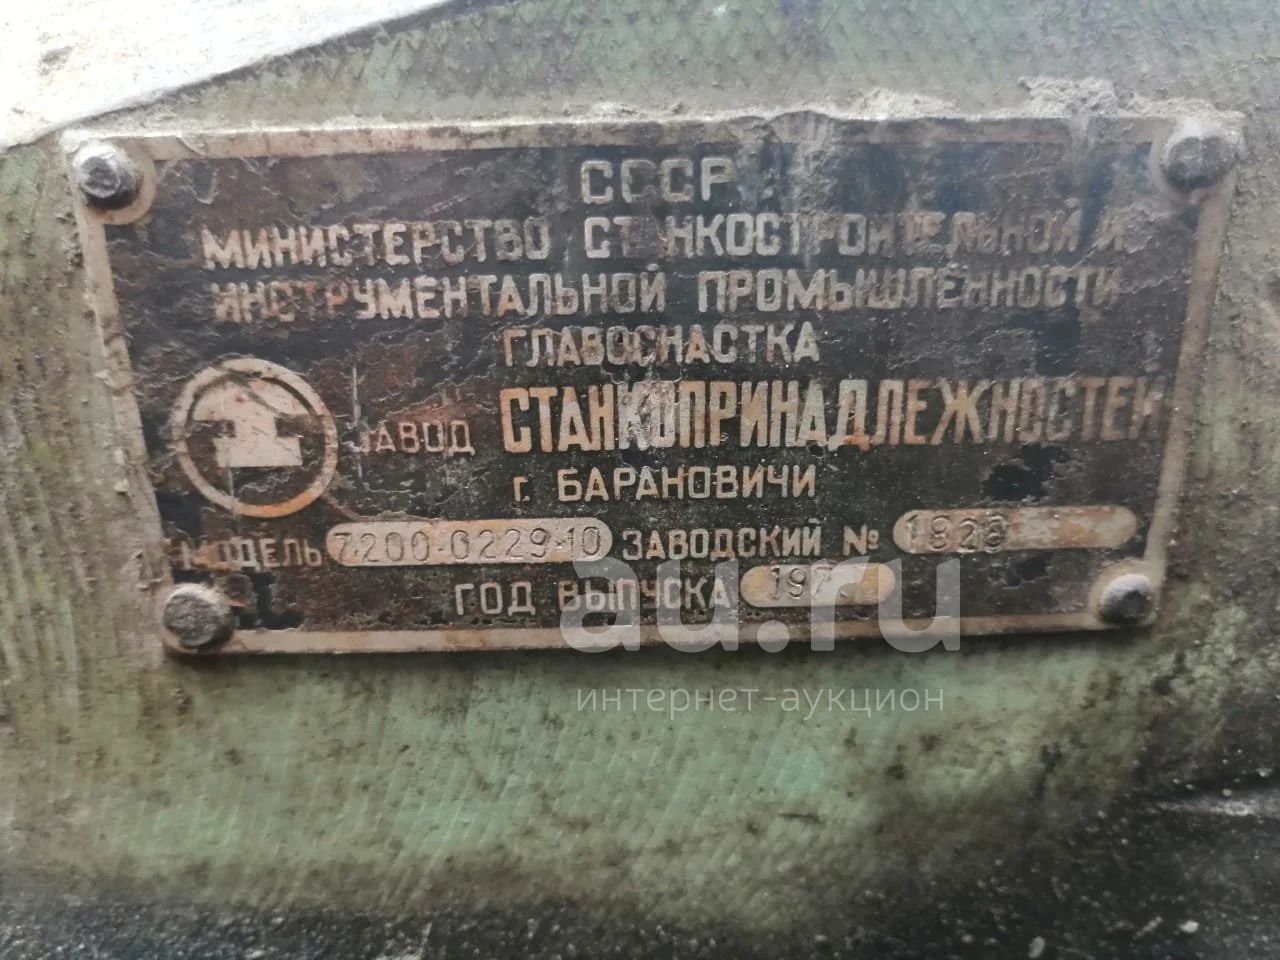 СССР
МИНИСТЕРСТВО СТАНКОСТРОИТЕЛЬНОЙ И
ИНСТРУМЕНТАЛЬНОЙ ПРОМЫШЛЕННОСТИ
ГЛАВОСНАСТКА
ЗАВОД СТАНКОПРИНАДЛЕЖНОСТЕЙ
г. БАРАНОВИЧИ
МОДЕЛЬ 7200-0229-10 ЗАВОДСКИЙ №
ГОД ВЫПУСКА
au.ru
интернет-аукцион